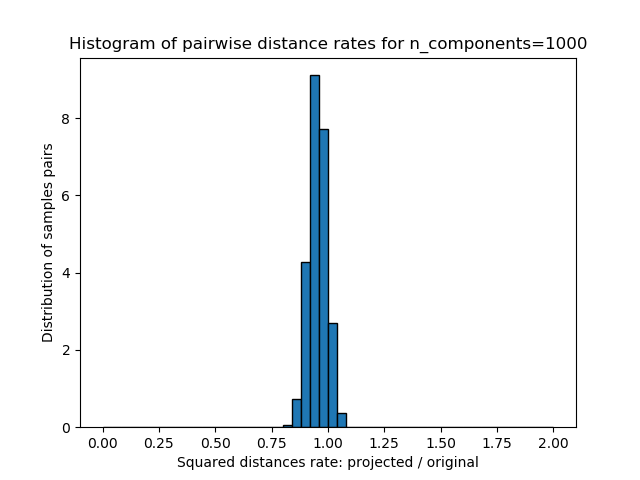 Histogram of pairwise distance rates for n_components=1000
Distribution of samples pairs
8
6
4
2
0
0.00 0.25 0.50 0.75 1.00 1.25 1.50 1.75 2.00
Squared distances rate: projected / original